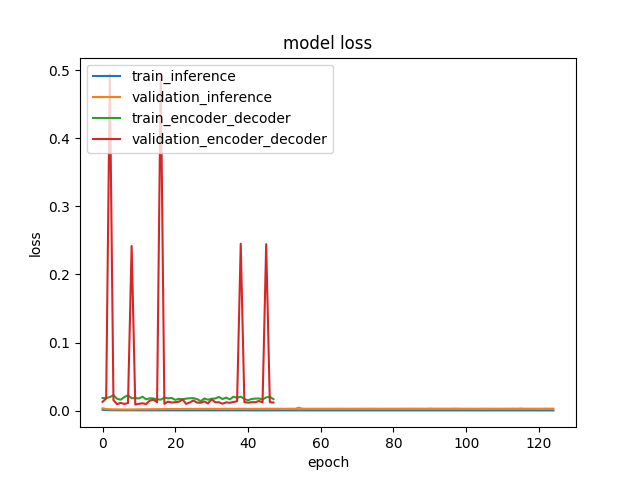 model loss
train_inference
validation_inference
train_encoder_decoder
validation_encoder_decoder
0.5
0.4
0.3
0.2
0.1
0.0
loss
0 20 40 60 80 100 120
epoch